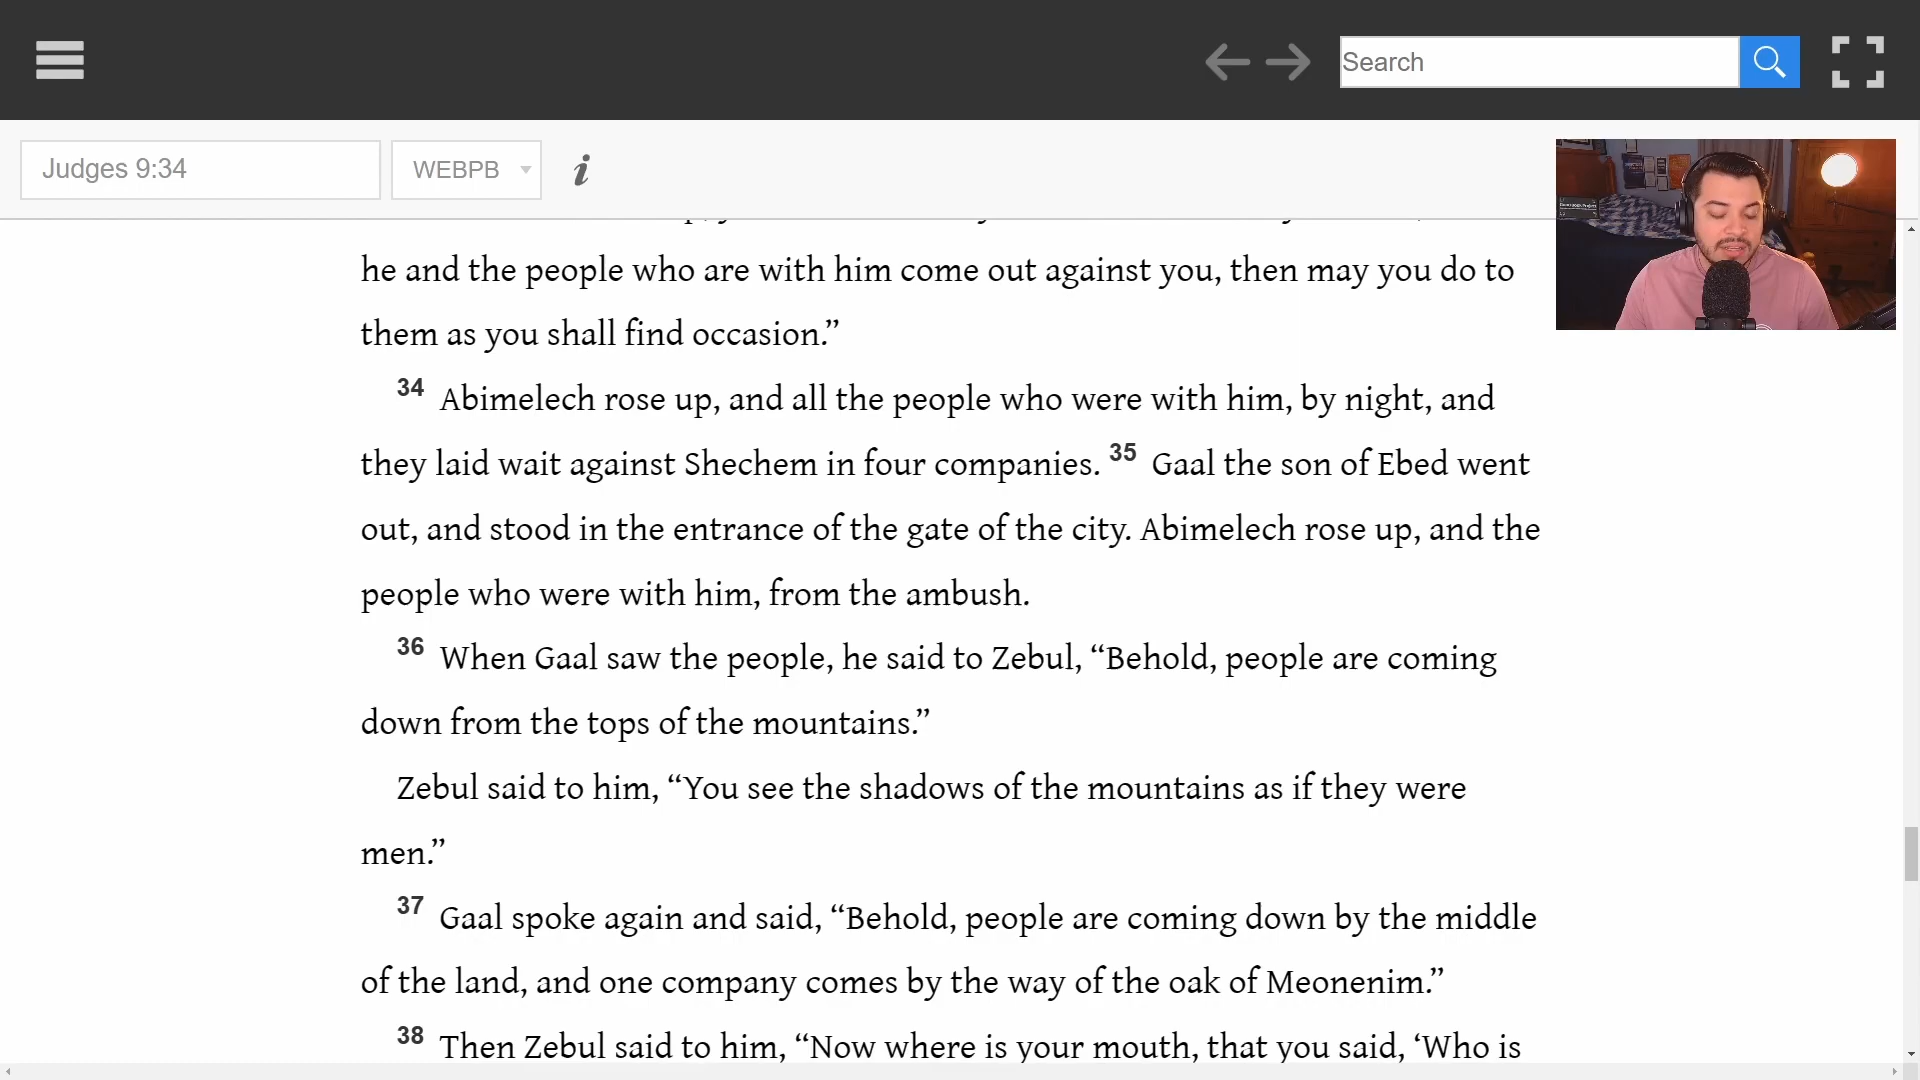 Search
Judges 9:34
WEBPB
i
he and the people who are with him come out against you, then may you do to
them as you shall find occasion.”
34 Abimelech rose up, and all the people who were with him, by night, and
they laid wait against Shechem in four companies. 35 Gaal the son of Ebed went
out, and stood in the entrance of the gate of the city. Abimelech rose up, and the
people who were with him, from the ambush.
36 When Gaal saw the people, he said to Zebul, “Behold, people are coming
down from the tops of the mountains.”
Zebul said to him, “You see the shadows of the mountains as if they were
men.”
37 Gaal spoke again and said, “Behold, people are coming down by the middle
of the land, and one company comes by the way of the oak of Meonenim.”
38 Then Zebul said to him, “Now where is your mouth, that you said, ‘Who is